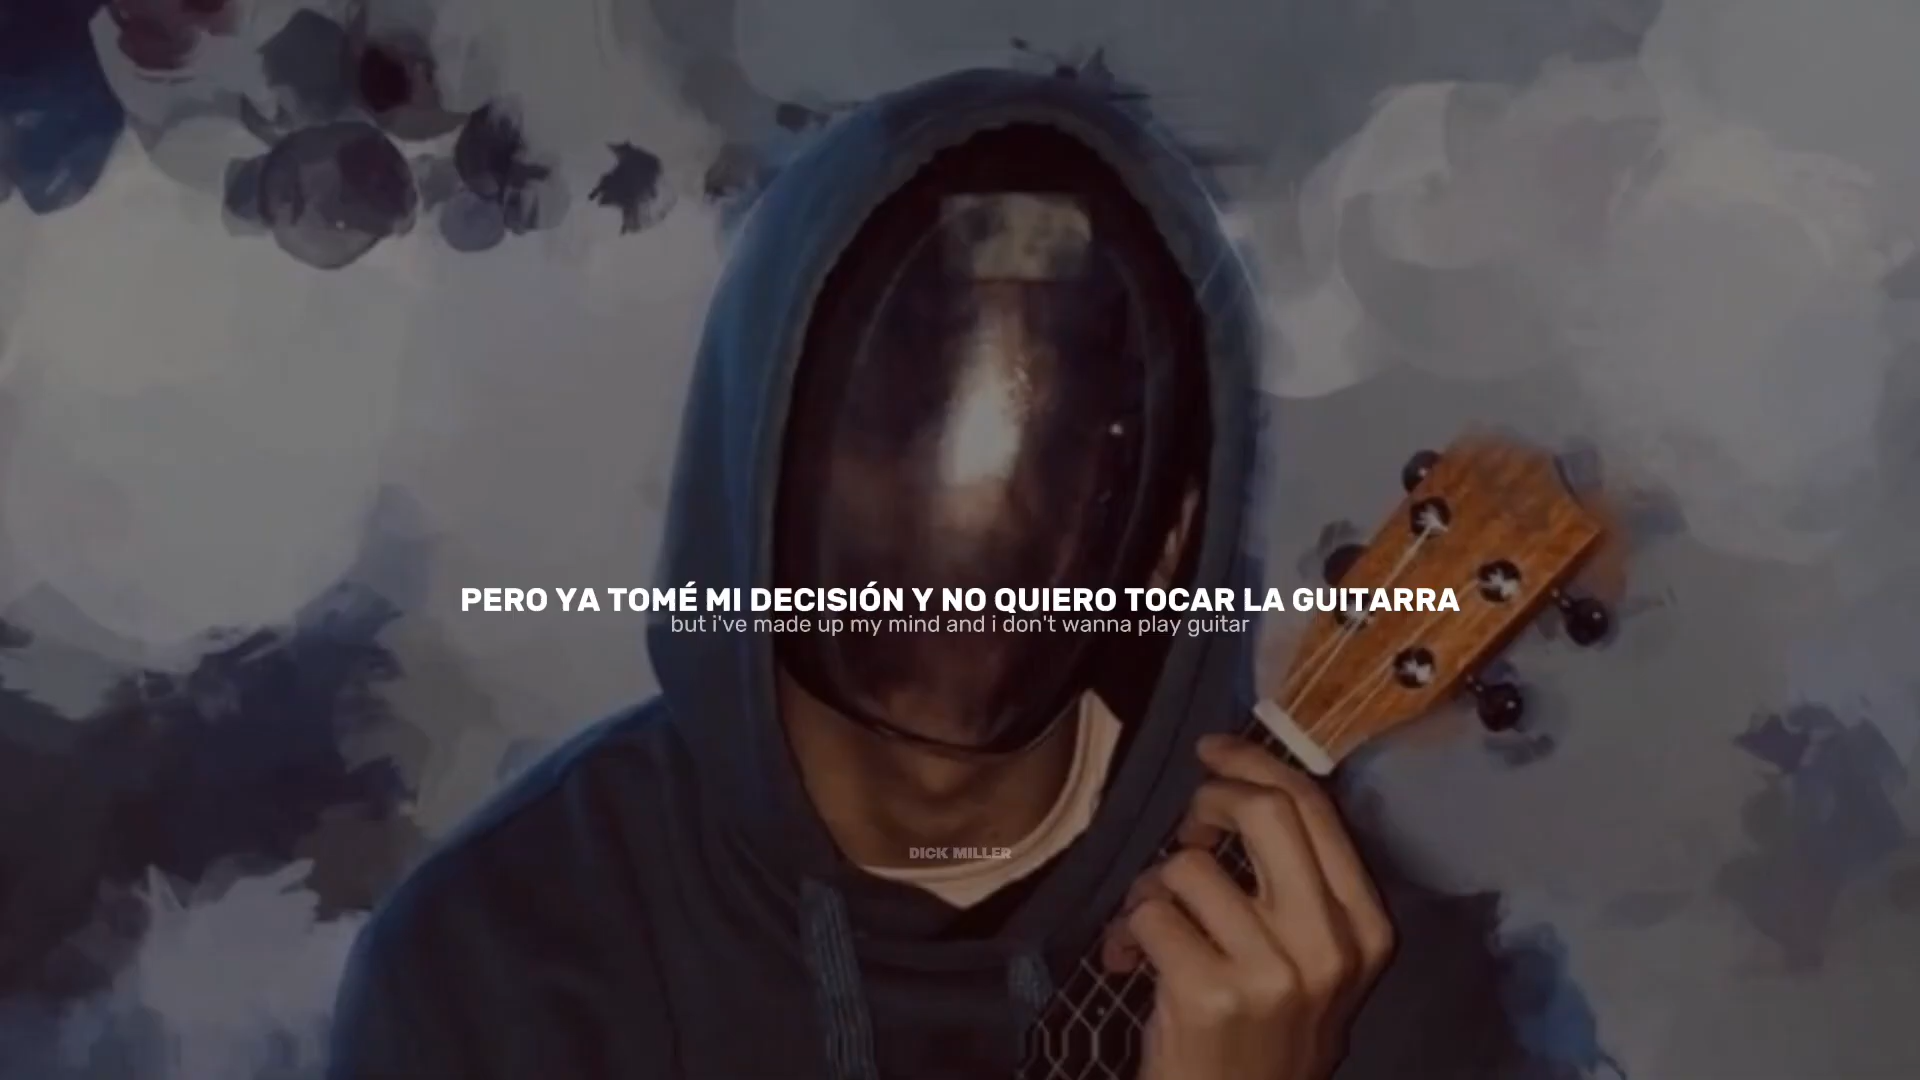 PERO YA TOMÉ MI DECISIÓN Y NO QUIERO TOCAR LA GUITARRA
but i've made up my mind and i don't wanna play guitar
DICK MILLER